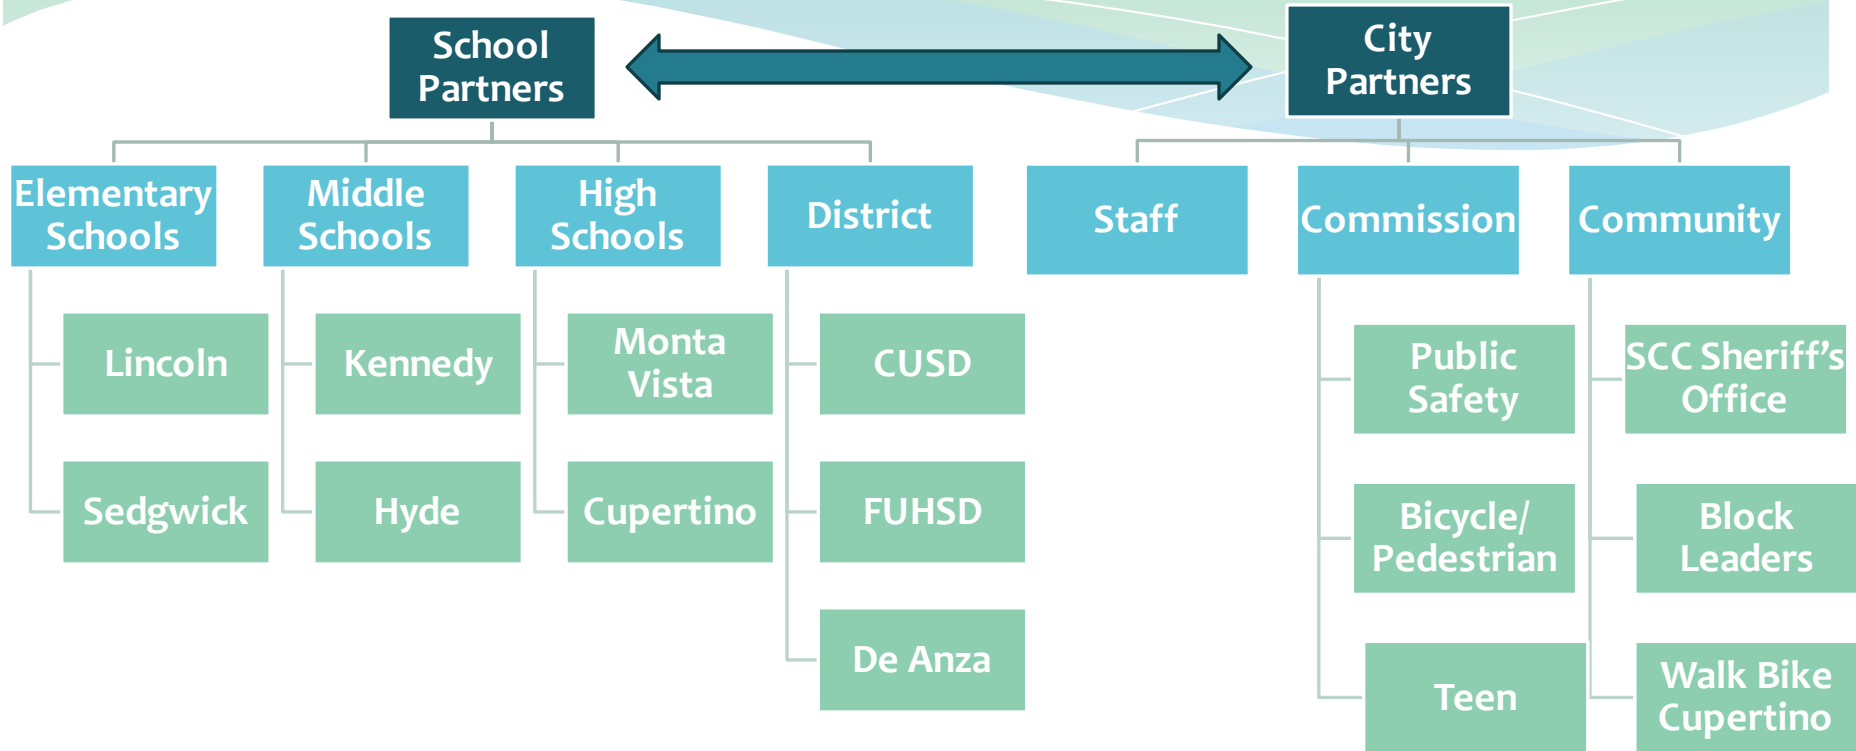 School
Partners
City
Partners
Elementary
Schools
Middle
Schools
High
Schools
District
Staff
Commission
Community
Lincoln
Kennedy
Monta
Vista
CUSD
Public
Safety
SCC Sheriff's
Office
Sedgwick
Hyde
Cupertino
FUHSD
Bicycle/
Pedestrian
Block
Leaders
De Anza
Teen
Walk Bike
Cupertino